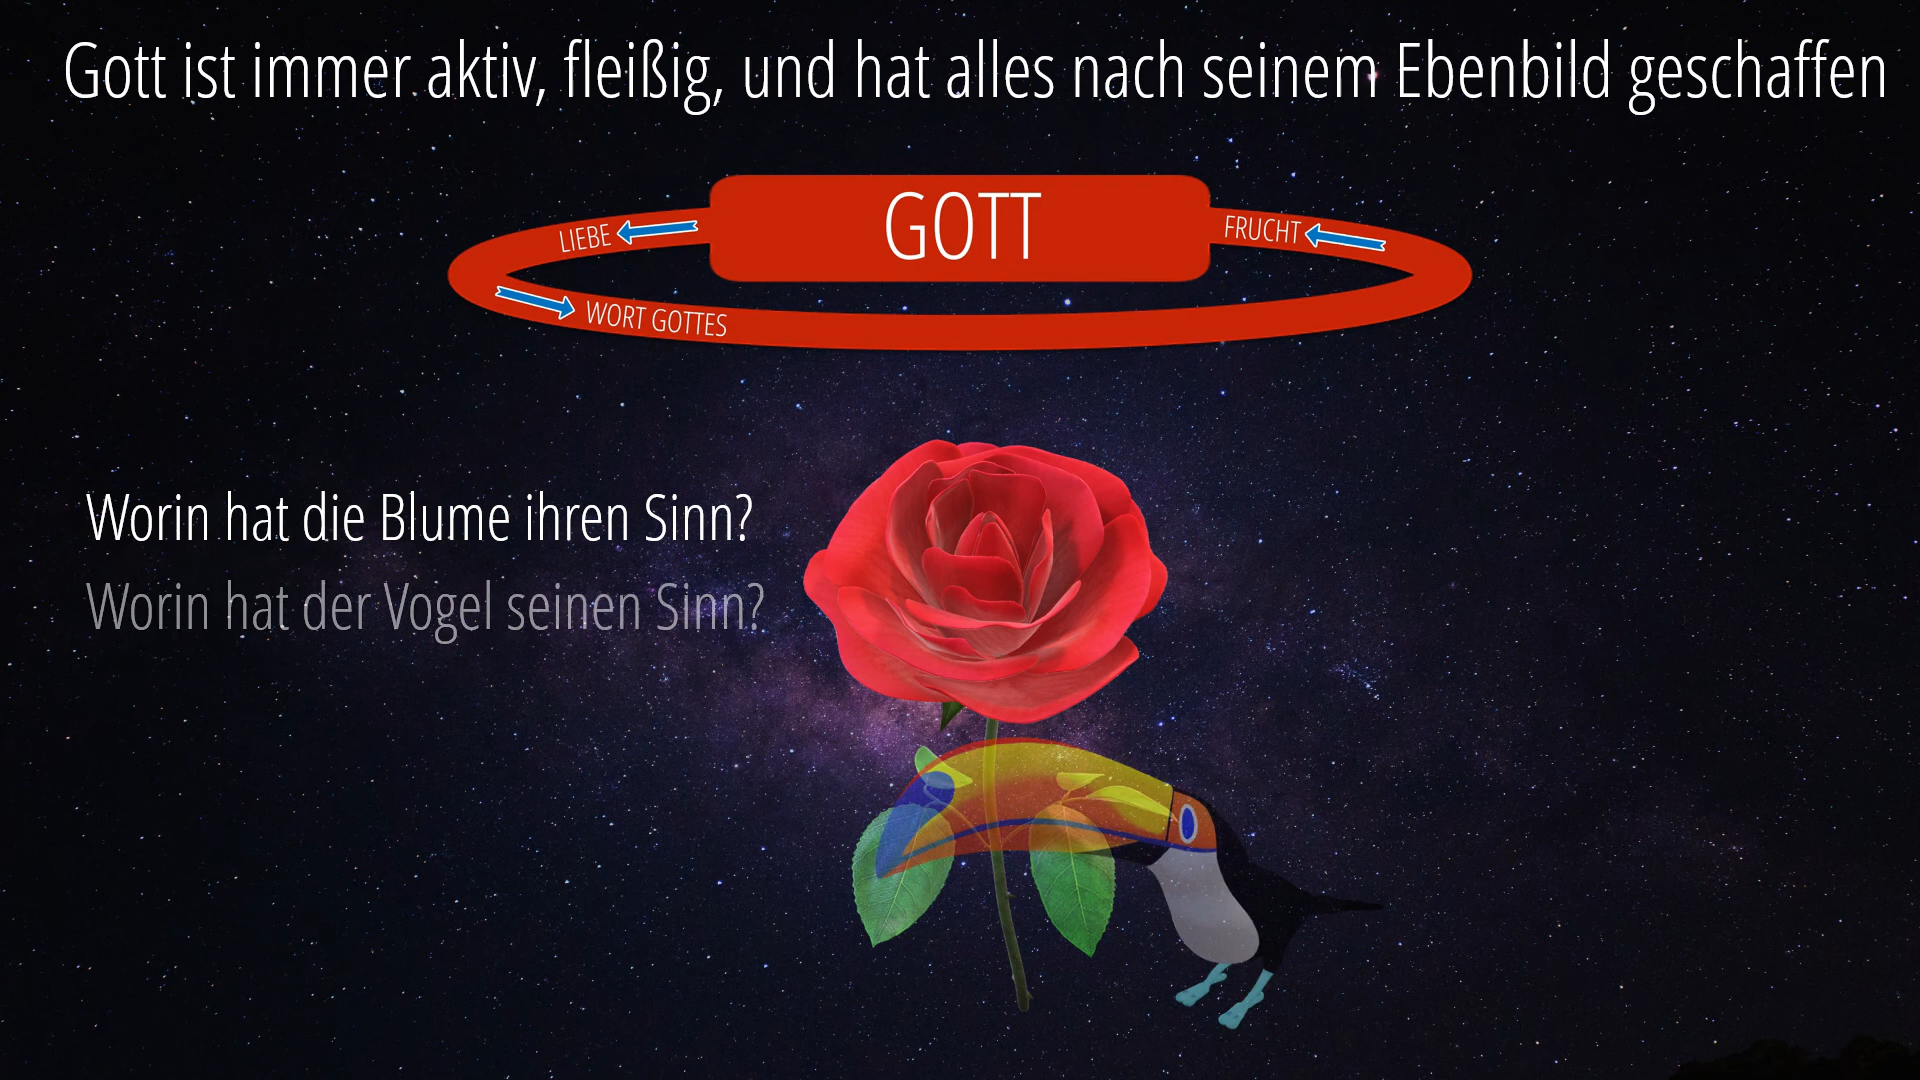 Gott ist immer aktiv, fleißig, und hat alles nach seinem Ebenbild geschaffen
GOTT
LIEBE
FRUCHT
WORT GOTTES
Worin hat die Blume ihren Sinn?
Worin hat der Vogel seinen Sinn?